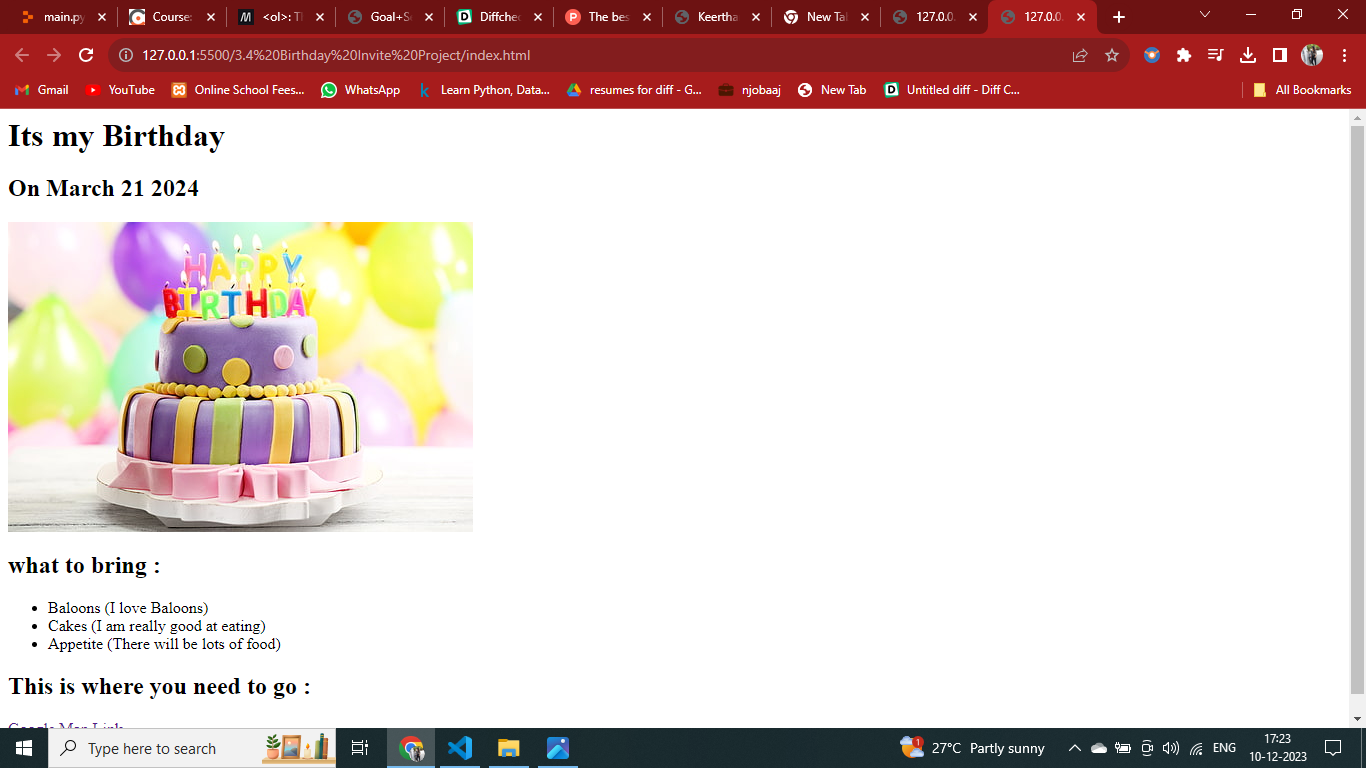 main.py
Course:
<ol>: Th
Goal+Se
Diffchec
The bes
Keertha
New Tal
127.0.0.
127.0.0.
127.0.0.1:5500/3.4%20Birthday%20Invite%20Project/index.html
Gmail
YouTube
Online School Fees...
WhatsApp
Learn Python, Data...
resumes for diff - G...
njobaaj
New Tab
Untitled diff - Diff C...
All Bookmarks
Its my Birthday
On March 21 2024
HAPPY
BIRTHDAY
what to bring :
Baloons (I love Baloons)
Cakes (I am really good at eating)
Appetite (There will be lots of food)
This is where you need to go :
Google Map Link
Type here to search
27°C Partly sunny
ENG
17:23
10-12-2023